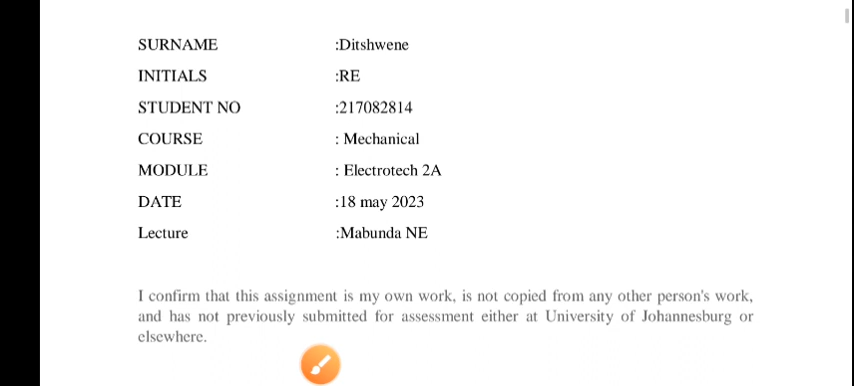 SURNAME :Ditshwene
INITIALS :RE
STUDENT NO :217082814
COURSE : Mechanical
MODULE : Electrotech 2A
DATE :18 may 2023
Lecture :Mabunda NE
I confirm that this assignment is my own work, is not copied from any other person's work,
and has not previously submitted for assessment either at University of Johannesburg or
elsewhere.